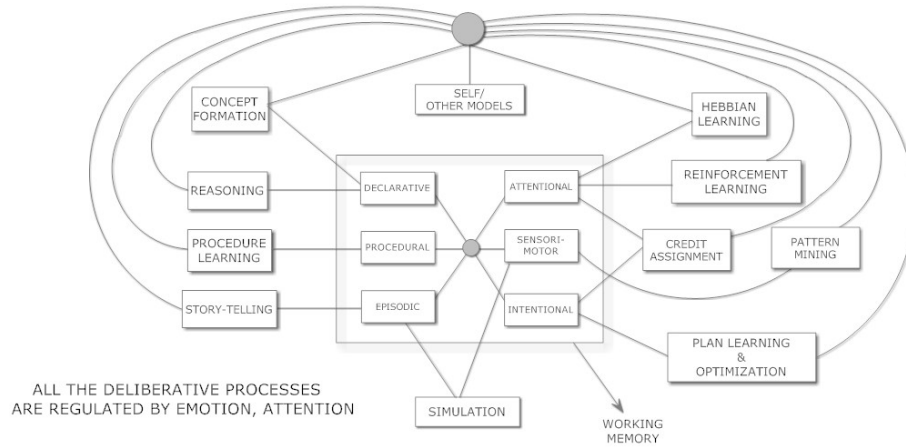 SELF/
OTHER MODELS
CONCEPT
FORMATION
HEBBIAN
LEARNING
REASONING
DECLARATIVE
ATTENTIONAL
REINFORCEMENT
LEARNING
PROCEDURE
LEARNING
PROCEDURAL
SENSORI-
MOTOR
CREDIT
ASSIGNMENT
PATTERN
MINING
STORY-TELLING
EPISODIC
INTENTIONAL
PLAN LEARNING
&
OPTIMIZATION
ALL THE DELIBERATIVE PROCESSES
ARE REGULATED BY EMOTION, ATTENTION
SIMULATION
WORKING
MEMORY